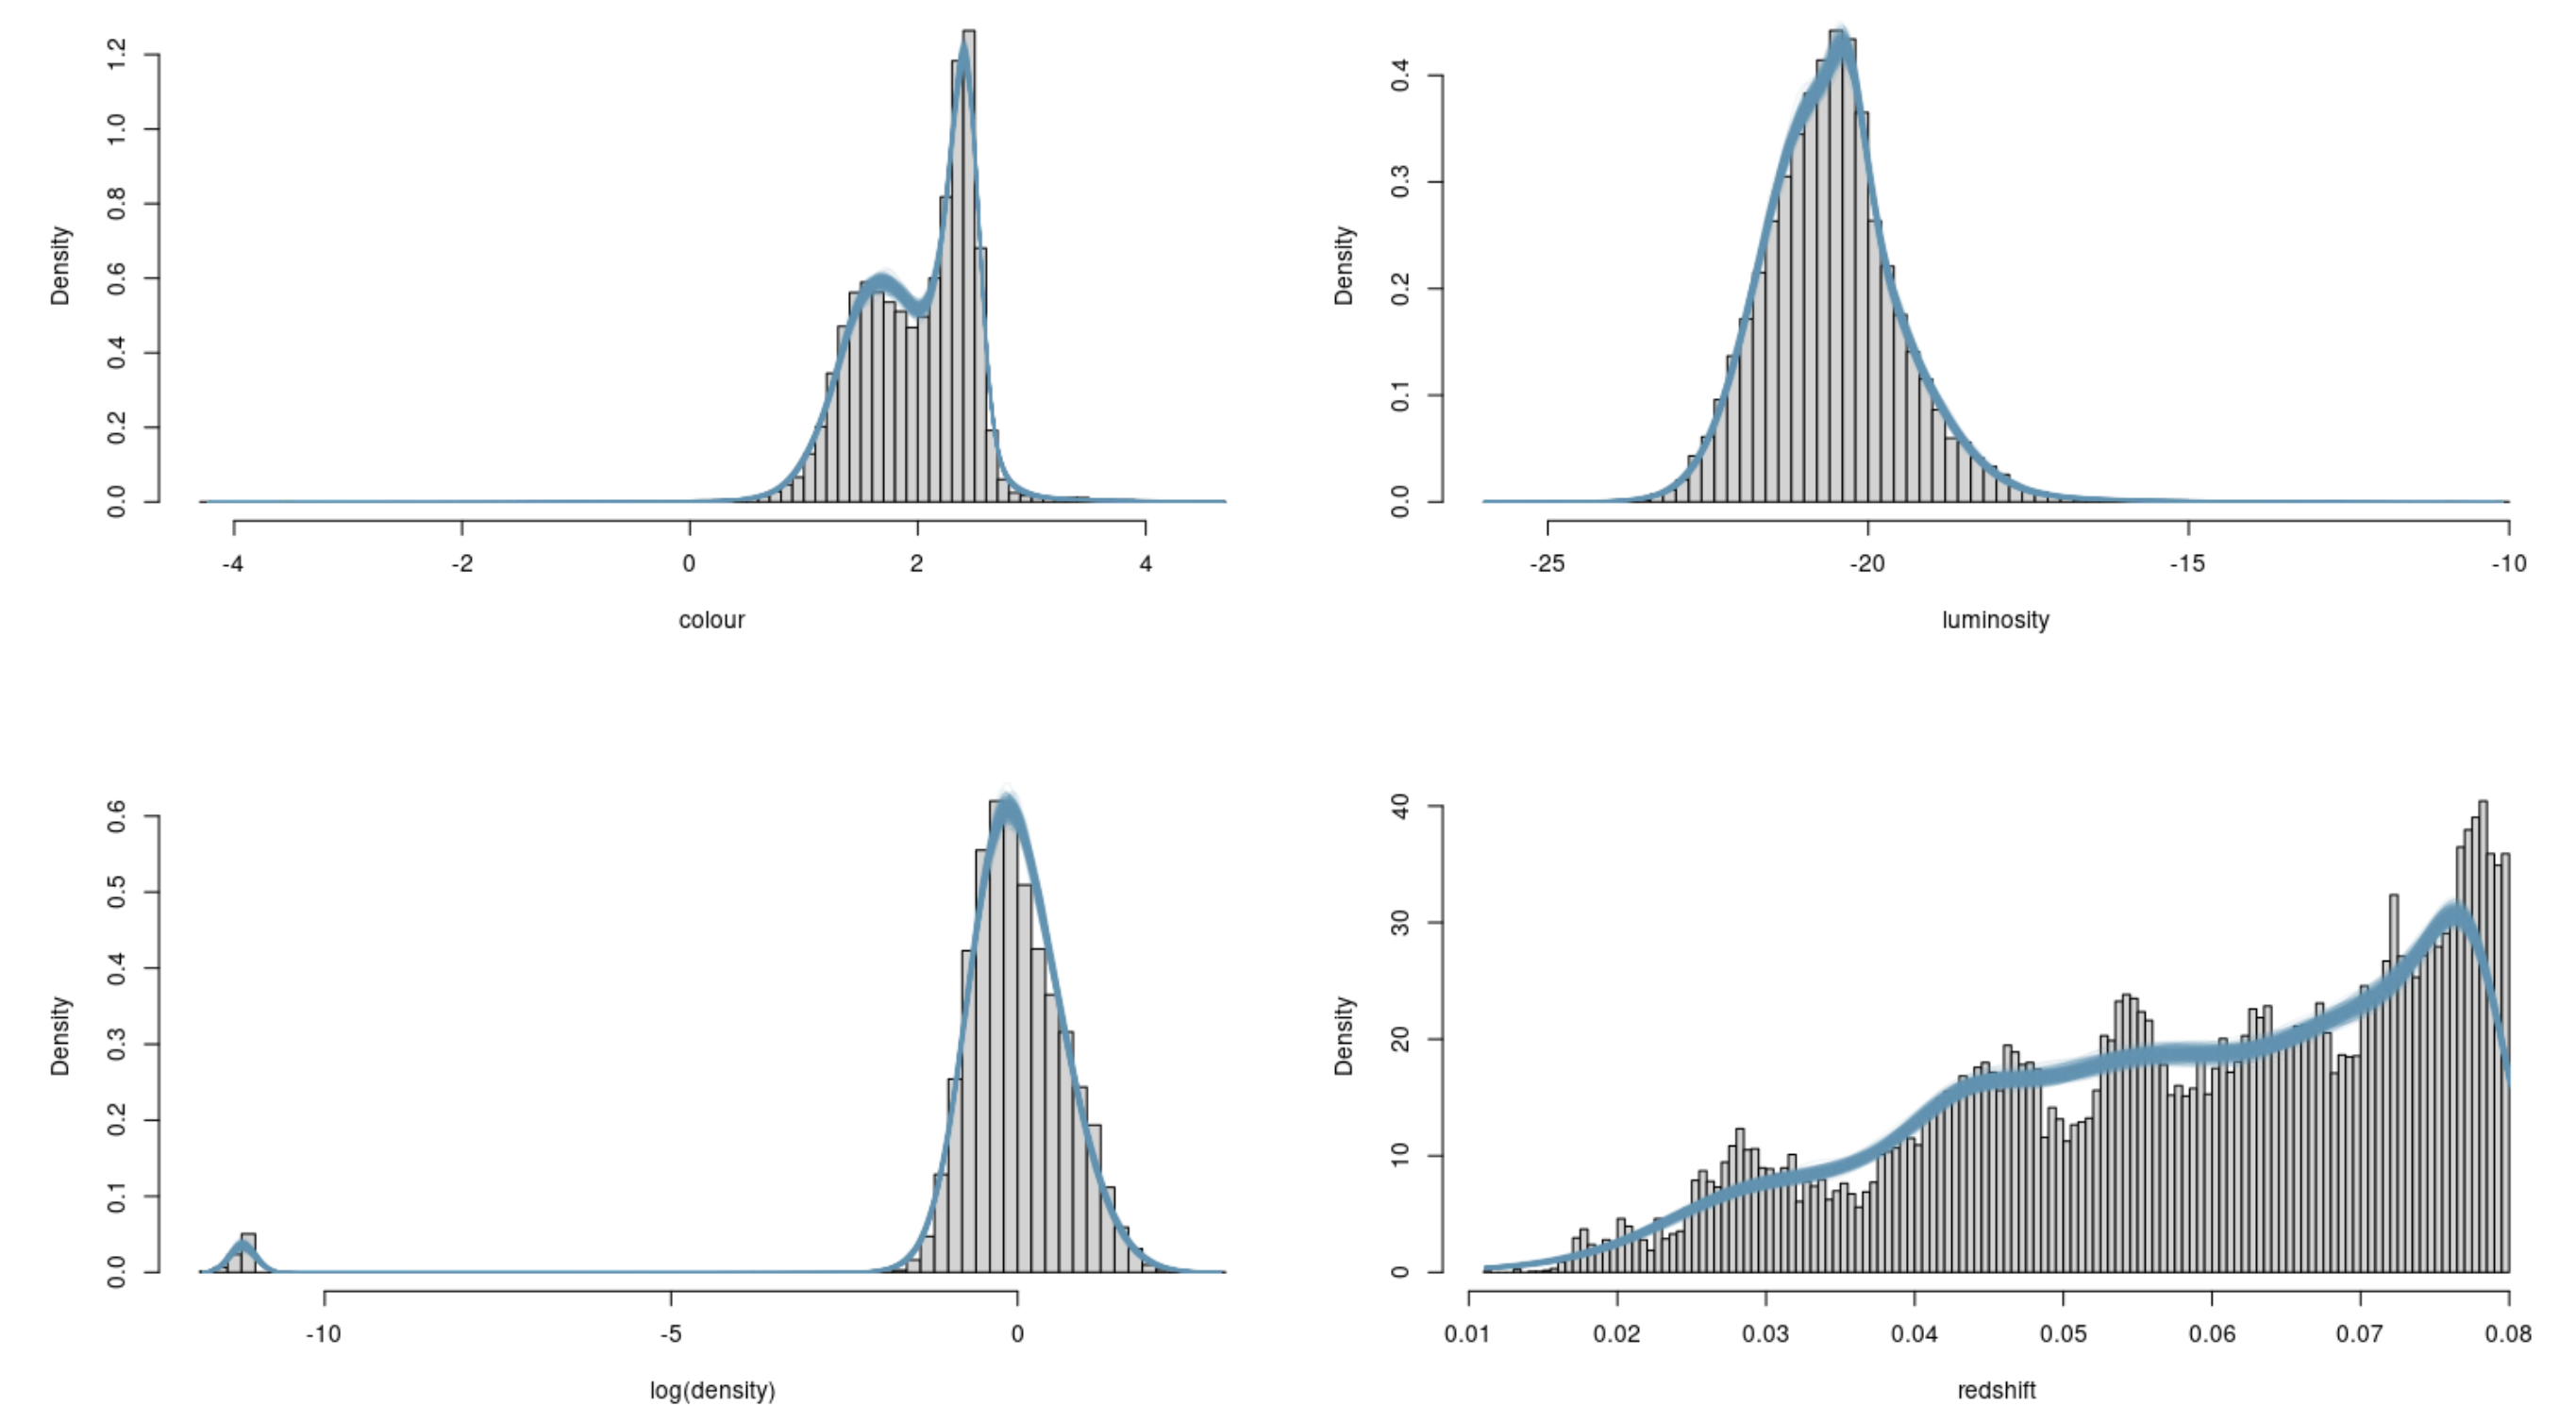 Density
0.0 0.2 0.4 0.6 0.8 1.0 1.2
-4 -2 0 2 4
colour
Density
0.0 0.1 0.2 0.3 0.4
-25 -20 -15 -10
luminosity
Density
0.0 0.1 0.2 0.3 0.4 0.5 0.6
-10 -5 0
log(density)
Density
0 10 20 30 40
0.01 0.02 0.03 0.04 0.05 0.06 0.07 0.08
redshift